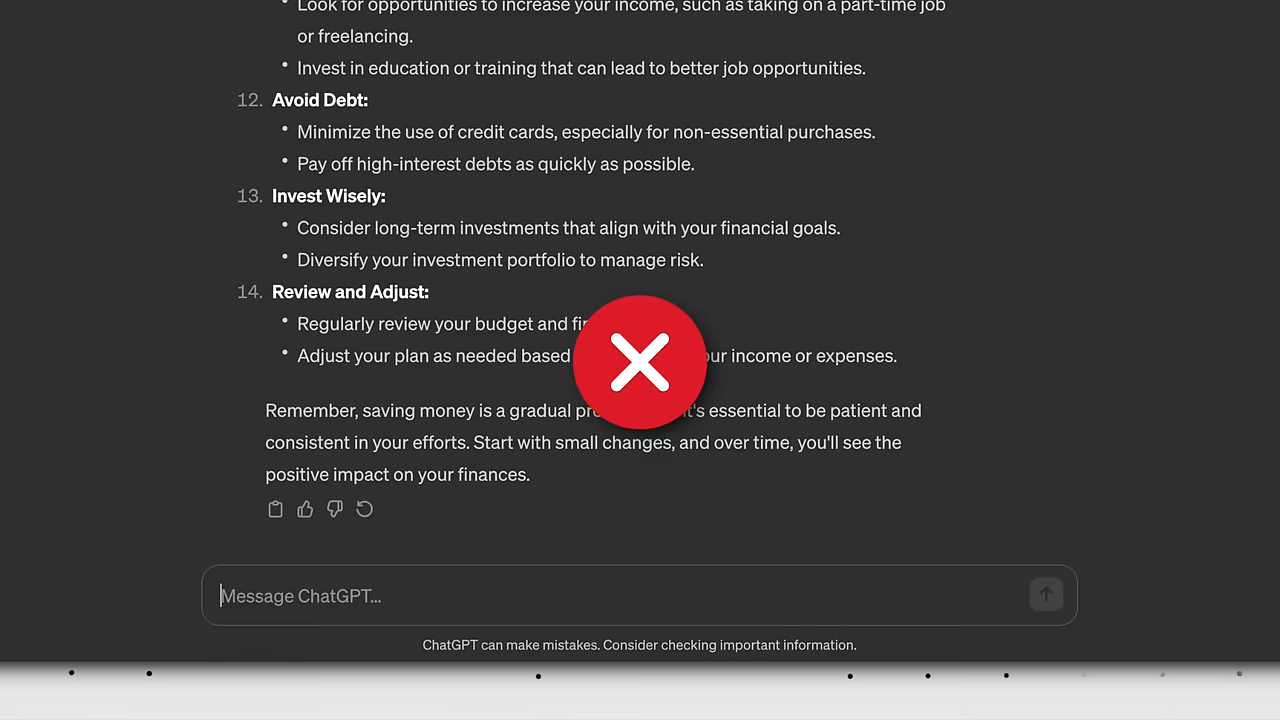 Look for opportunities to increase your income, such as taking on a part-time job
or freelancing.
• Invest in education or training that can lead to better job opportunities.
12. Avoid Debt:
• Minimize the use of credit cards, especially for non-essential purchases.
• Pay off high-interest debts as quickly as possible.
13. Invest Wisely:
• Consider long-term investments that align with your financial goals.
• Diversify your investment portfolio to manage risk.
14. Review and Adjust:
• Regularly review your budget and
• Adjust your plan as needed based income or expenses.
Remember, saving money is a gradual essential to be patient and
consistent in your efforts. Start with small changes, and over time, you'll see the
positive impact on your finances.
Message ChatGPT...
ChatGPT can make mistakes. Consider checking important information.